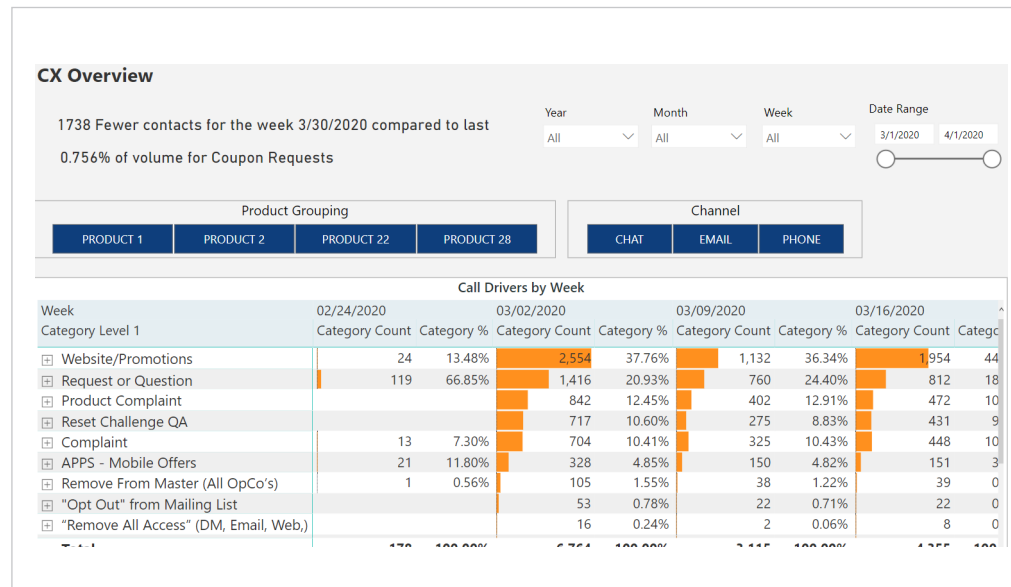 CX Overview
1738 Fewer contacts for the week 3/30/2020 compared to last
0.756% of volume for Coupon Requests
Year
Month
Week
Date Range
All
All
All
3/1/2020
4/1/2020
Product Grouping
PRODUCT 1
PRODUCT 2
PRODUCT 22
PRODUCT 28
Channel
CHAT
EMAIL
PHONE
Call Drivers by Week
Week 02/24/2020 03/02/2020 03/09/2020 03/16/2020
Category Level 1 Category Count Category % Category Count Category % Category Count Category % Category Count Catego
Website/Promotions 24 13.48% 2,554 37.76% 1,132 36.34% 1,954 44
Request or Question 119 66.85% 1,416 20.93% 760 24.40% 812 18
Product Complaint 842 12.45% 402 12.91% 472 10
Reset Challenge QA 717 10.60% 275 8.83% 431 9
Complaint 13 7.30% 704 10.41% 325 10.43% 448 10
APPS - Mobile Offers 21 11.80% 328 4.85% 150 4.82% 151 3
Remove From Master (All OpCo's) 1 0.56% 105 1.55% 38 1.22% 39 0
"Opt Out" from Mailing List 53 0.78% 22 0.71% 22 0
“Remove All Access” (DM, Email, Web,) 16 0.24% 2 0.06% 8 0